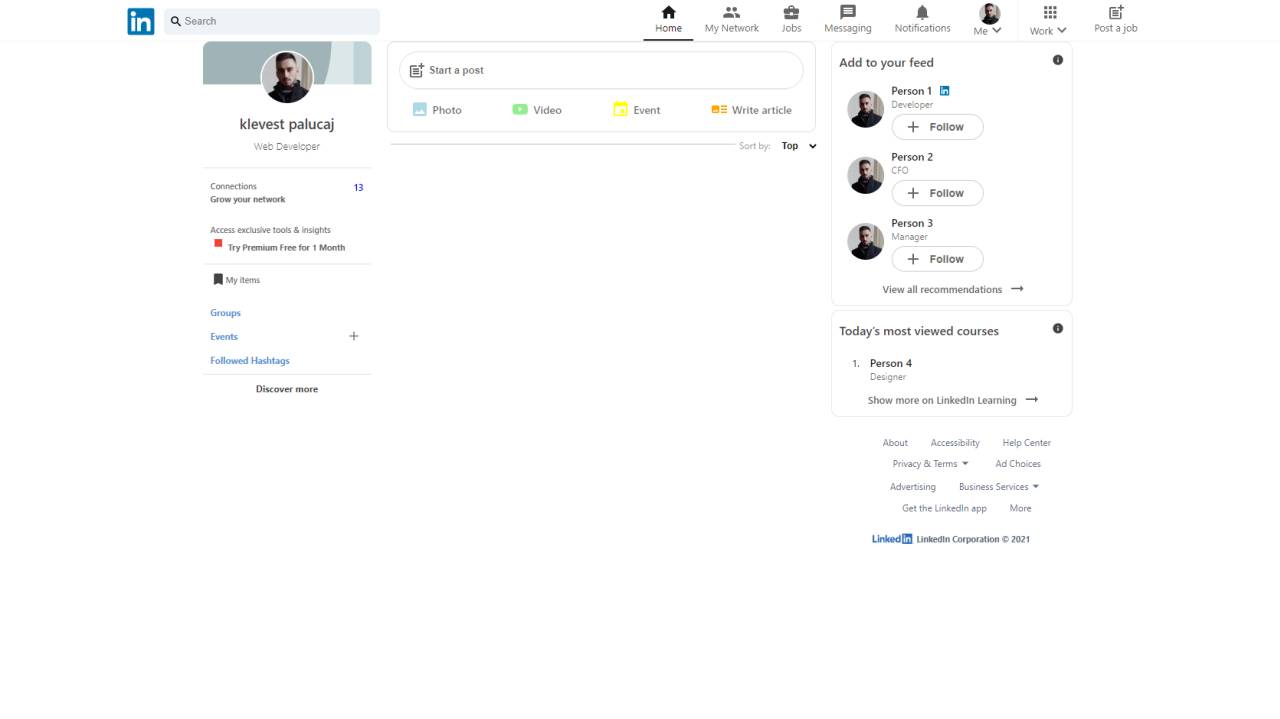 in Search Home My Network Jobs Messaging Notifications Me Work Post a job
klevest palucaj
Web Developer
Connections 13
Grow your network
Access exclusive tools & insights
Try Premium Free for 1 Month
My items
Groups
Events
Followed Hashtags
Discover more
Start a post
Photo Video Event Write article
Sort by: Top
Add to your feed
Person 1 in
Developer
Follow
Person 2
CFO
Follow
Person 3
Manager
Follow
View all recommendations
Today's most viewed courses
1. Person 4
Designer
Show more on LinkedIn Learning
About Accessibility Help Center
Privacy & Terms Ad Choices
Advertising Business Services
Get the LinkedIn app More
Linkedin LinkedIn Corporation © 2021